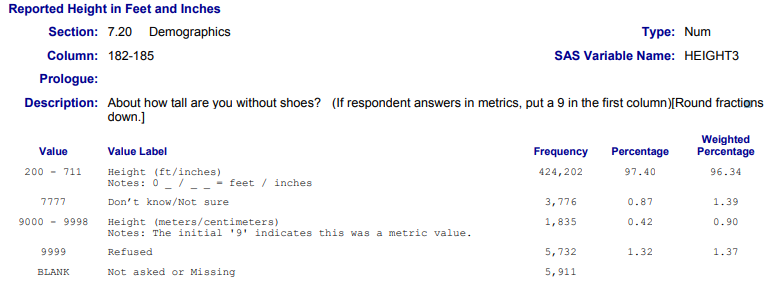 Reported Height in Feet and Inches
Section: 7.20 Demographics Type: Num
Column: 182-185 SAS Variable Name: HEIGHT3
Prologue:
Description: About how tall are you without shoes? (If respondent answers in metrics, put a 9 in the first column)[Round fractions
down.]
Weighted
Value Value Label Frequency Percentage Percentage
200 - 711 Height (ft/inches) 424,202 97.40 96.34
Notes: 0 _ / _ _ = feet / inches
7777 Don't know/Not sure 3,776 0.87 1.39
9000 - 9998 Height (meters/centimeters) 1,835 0.42 0.90
Notes: The initial '9' indicates this was a metric value.
9999 Refused 5,732 1.32 1.37
BLANK Not asked or Missing 5,911